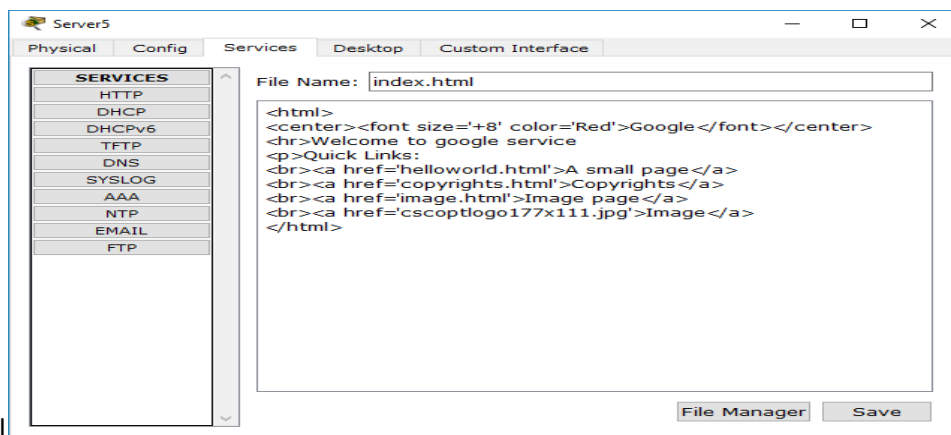 Server5
Physical Config Services Desktop Custom Interface
SERVICES
HTTP
DHCP
DHCPv6
TFTP
DNS
SYSLOG
AAA
NTP
EMAIL
FTP
File Name: index.html
<html>
<center><font size='+8' color='Red'>Google</font></center>
<hr>Welcome to google service
<p>Quick Links:
<br><a href='helloworld.html'>A small page</a>
<br><a href='copyrights.html'>Copyrights</a>
<br><a href='image.html'>Image page</a>
<br><a href='cscoptlogo177x111.jpg'>Image</a>
</html>
File Manager Save